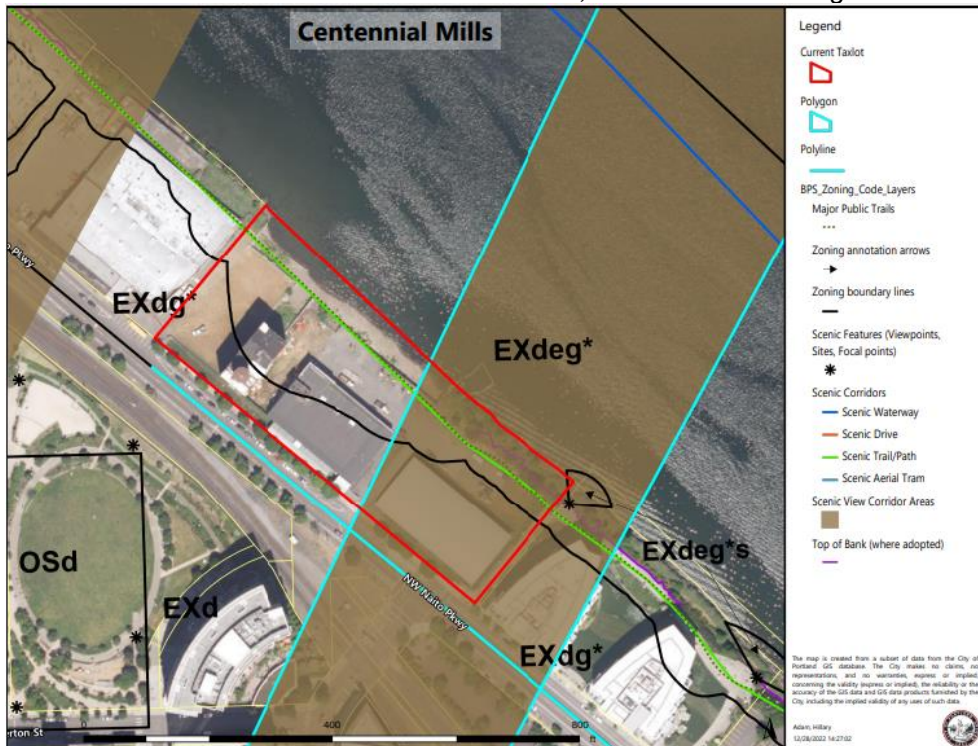 Centennial Mills
EXdg*
EXdeg*
OSd
EXd
EXdeg*s
EXdg*
NW Naito Pkwy
Pkwy
erton St
0
400
800
ft
Legend
Current Taxlot
Polygon
Polyline
BPS_Zoning_Code_Layers
Major Public Trails
Zoning annotation arrows
Zoning boundary lines
Scenic Features (Viewpoints,
Sites, Focal points)
Scenic Corridors
Scenic Waterway
Scenic Drive
Scenic Trail/Path
Scenic Aerial Tram
Scenic View Corridor Areas
Top of Bank (where adopted)
The map is created from a subset of data from the City of
Portland GIS database. The City makes no claims, no
representations, and no warranties, express or implied,
concerning the validity (express or implied), the reliability or the
accuracy of the GIS data and GIS data products furnished by the
City, including the implied validity of any uses of such data.
Adam, Hillary
12/28/2022 14:27:02